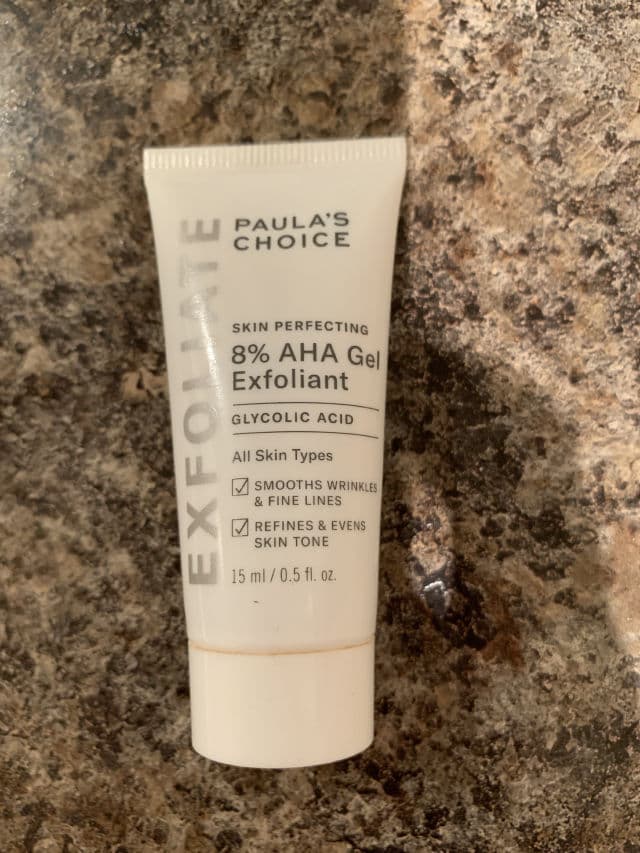 EXFOLIATE
PAULA'S
CHOICE
SKIN PERFECTING
8% AHA Gel
Exfoliant
GLYCOLIC ACID
All Skin Types
SMOOTHS WRINKLES
& FINE LINES
REFINES & EVENS
SKIN TONE
15 ml / 0.5 fl. oz.